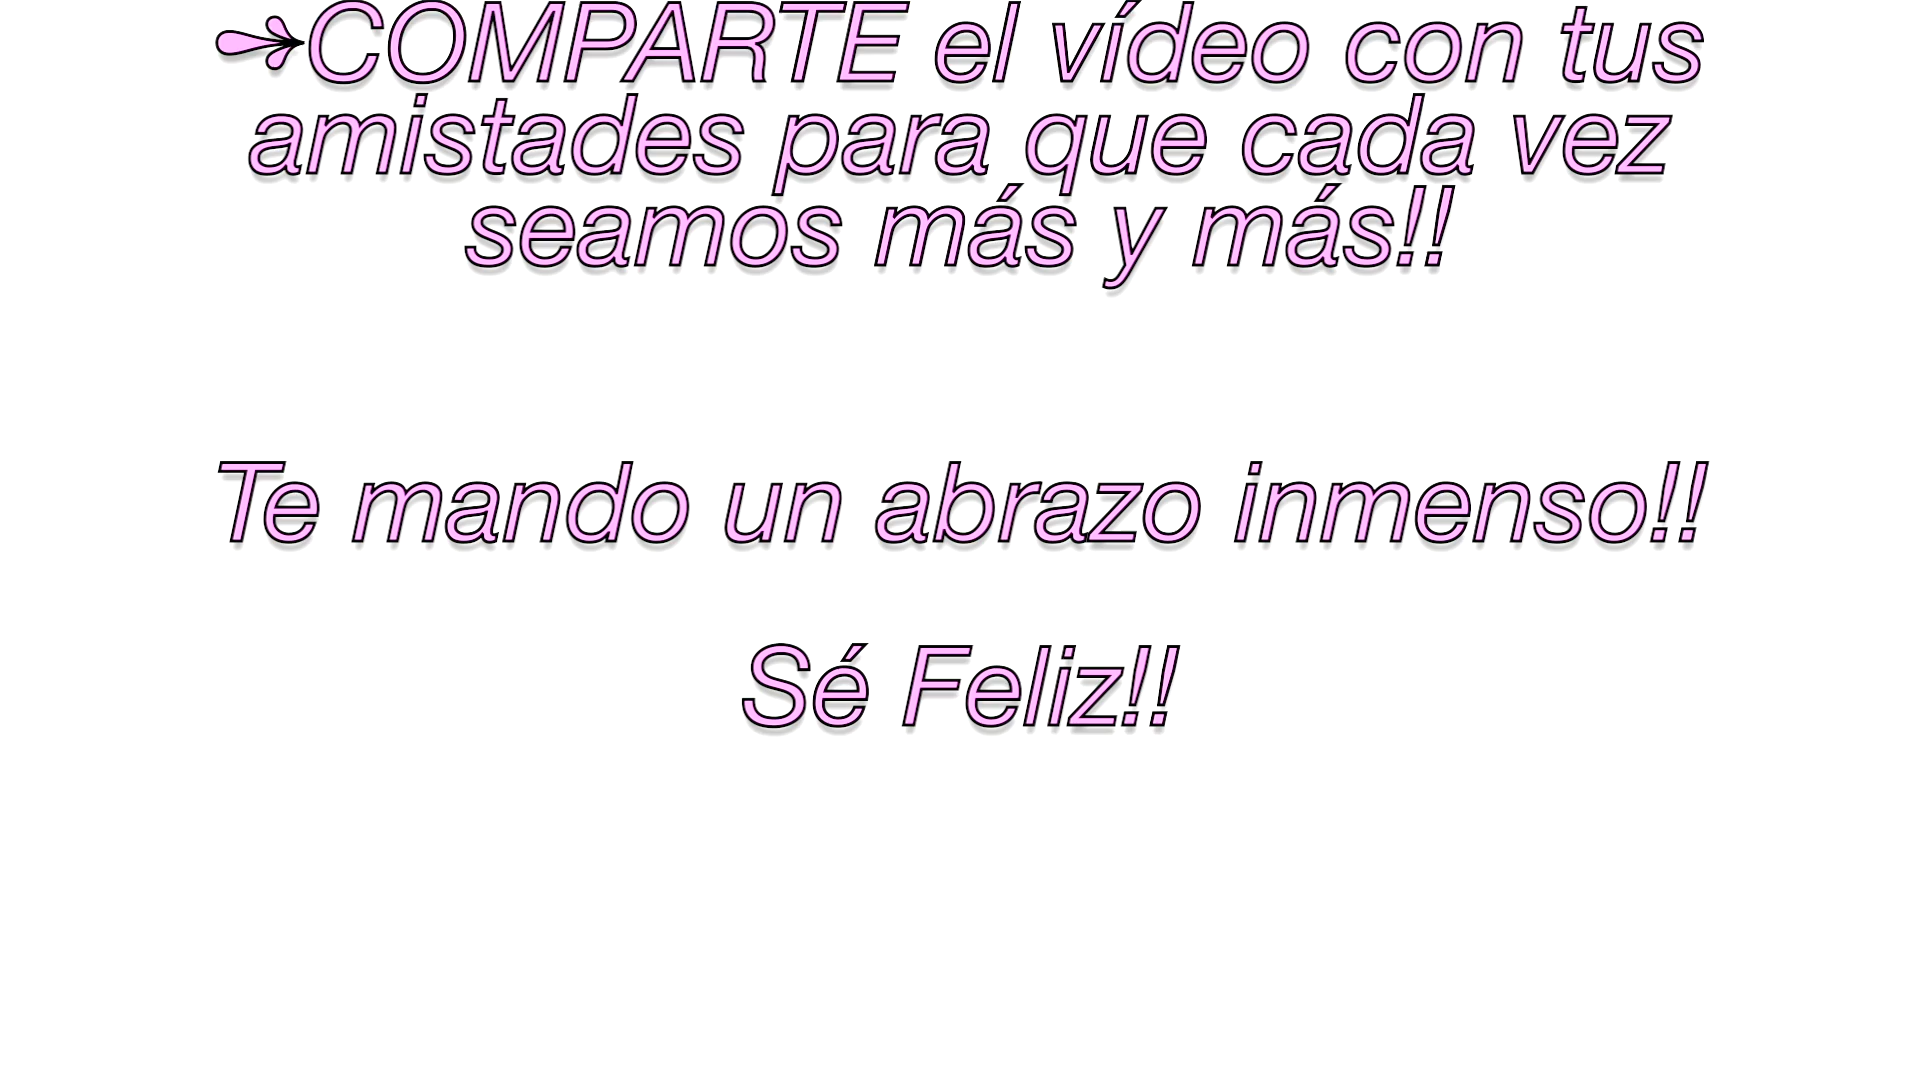 ➻COMPARTE el vídeo con tus
amistades para que cada vez
seamos más y más!!
Te mando un abrazo inmenso!!
Sé Feliz!!